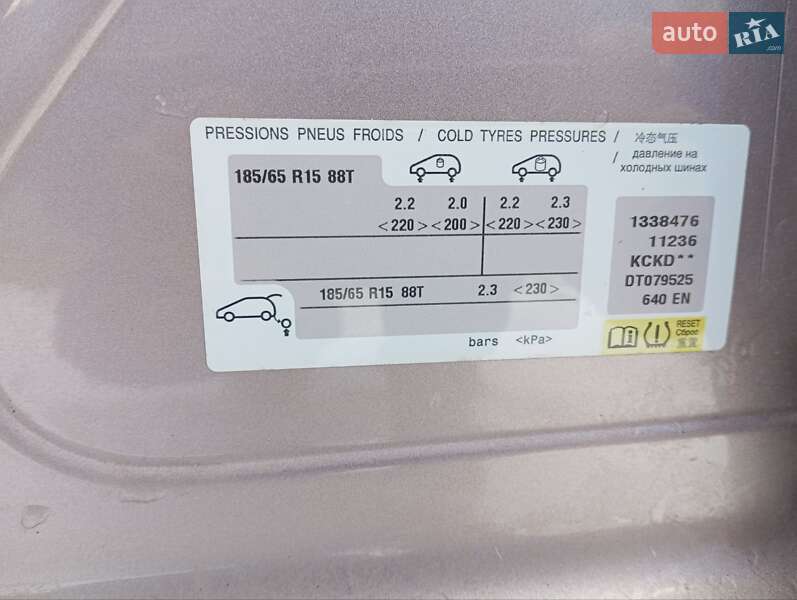 auto RIA .com
PRESSIONS PNEUS FROIDS / COLD TYRES PRESSURES / 冷态气压
/ давление на
холодных шинах
185/65 R15 88T
2.2 2.0 2.2 2.3
<220> <200> <220> <230>
185/65 R15 88T 2.3 <230>
bars <kPa>
1338476
11236
KCKD**
DT079525
640 EN
RESET
Сброс
重置